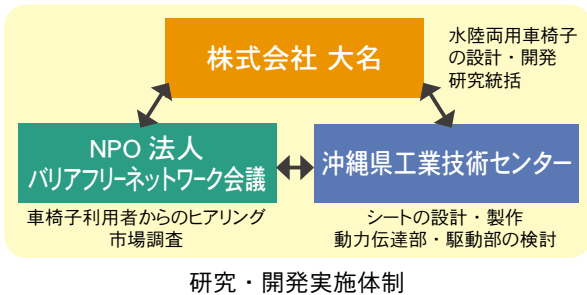 株式会社 大名
水陸両用車椅子
の設計・開発
研究統括
NPO 法人
バリアフリーネットワーク会議
沖縄県工業技術センター
車椅子利用者からのヒアリング
市場調査
シートの設計・製作
動力伝達部・駆動部の検討
研究・開発実施体制